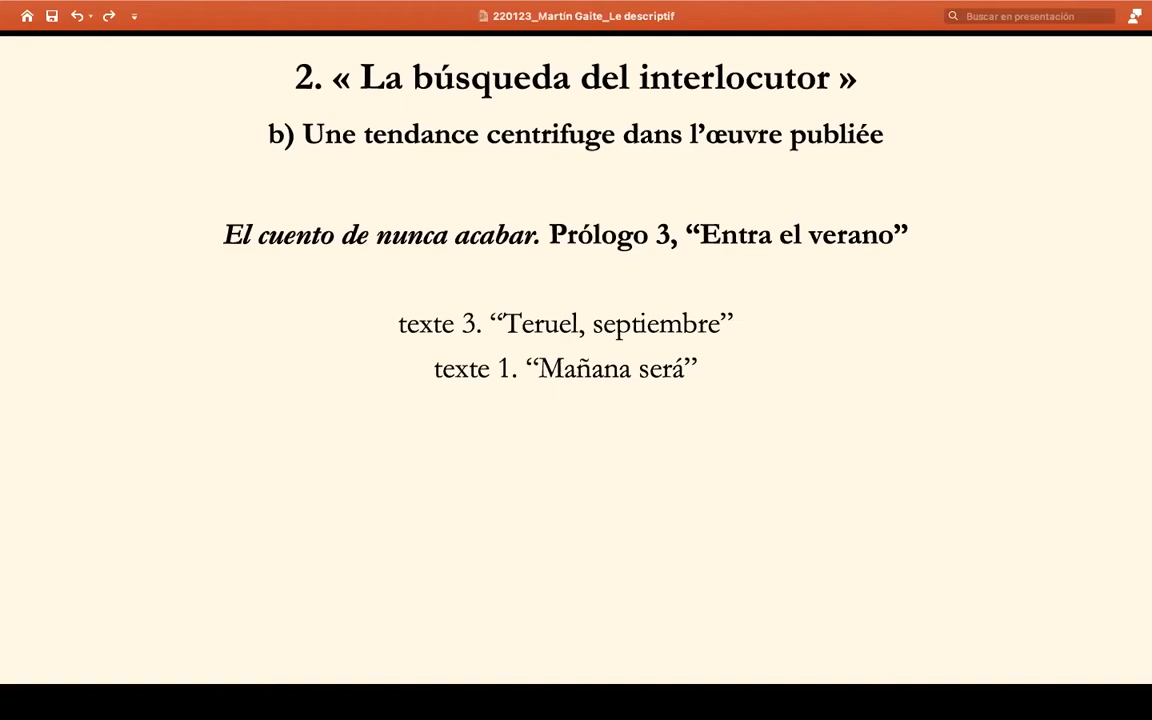 220123_Martín Gaite_Le descriptif
Buscar en presentación
2. « La búsqueda del interlocutor »
b) Une tendance centrifuge dans l’œuvre publiée
El cuento de nunca acabar. Prólogo 3, “Entra el verano”
texte 3. “Teruel, septiembre”
texte 1. “Mañana será”